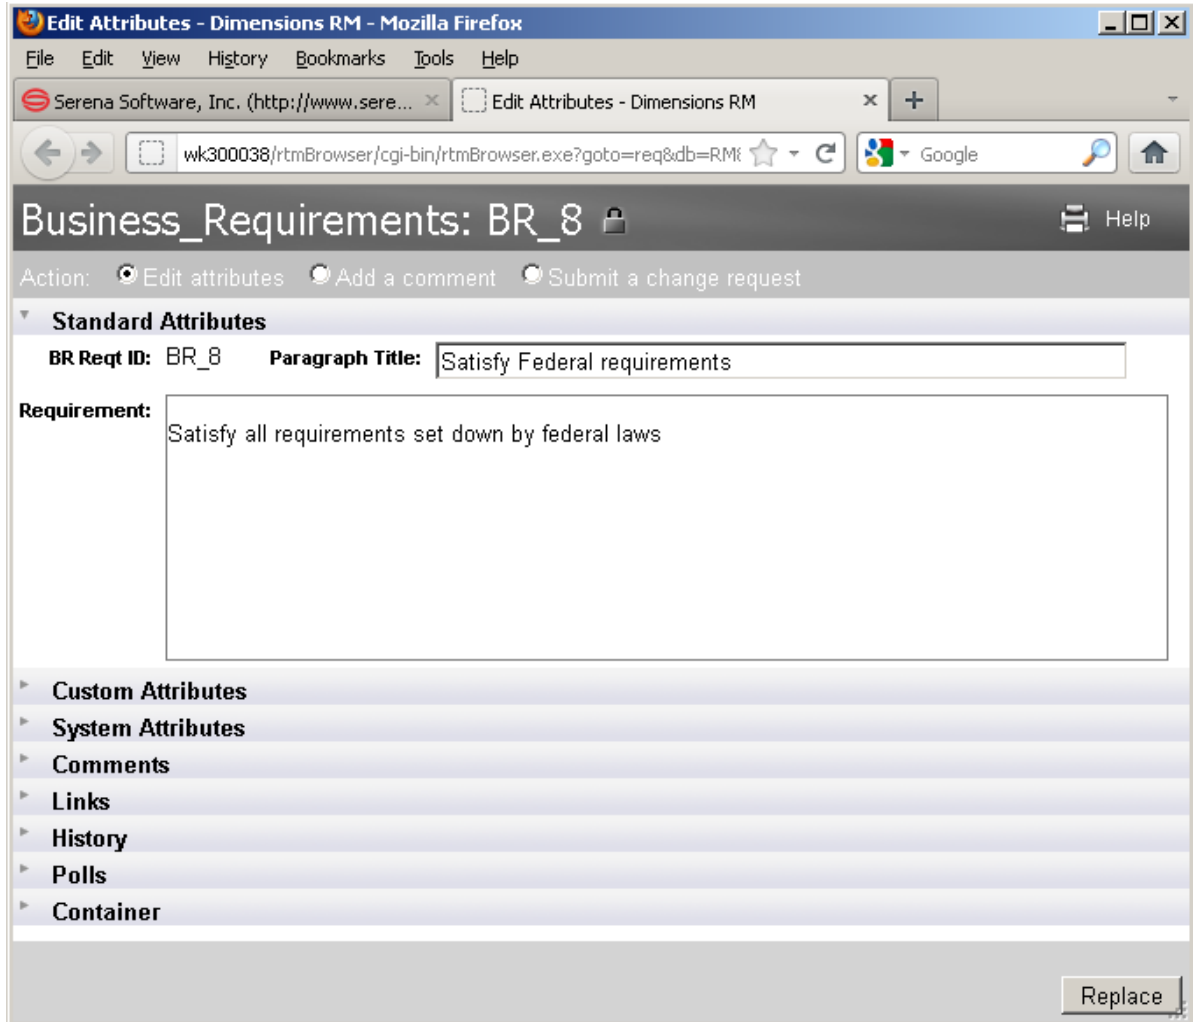 Edit Attributes - Dimensions RM - Mozilla Firefox
File Edit View History Bookmarks Tools Help
Serena Software, Inc. (http://www.sere... Edit Attributes - Dimensions RM
wk300038/rtmBrowser/cgi-bin/rtmBrowser.exe?goto=req&db=RM Google
Business_Requirements: BR_8 Help
Action: Edit attributes Add a comment Submit a change request
Standard Attributes
BR Reqt ID: BR_8 Paragraph Title: Satisfy Federal requirements
Requirement:
Satisfy all requirements set down by federal laws
Custom Attributes
System Attributes
Comments
Links
History
Polls
Container
Replace